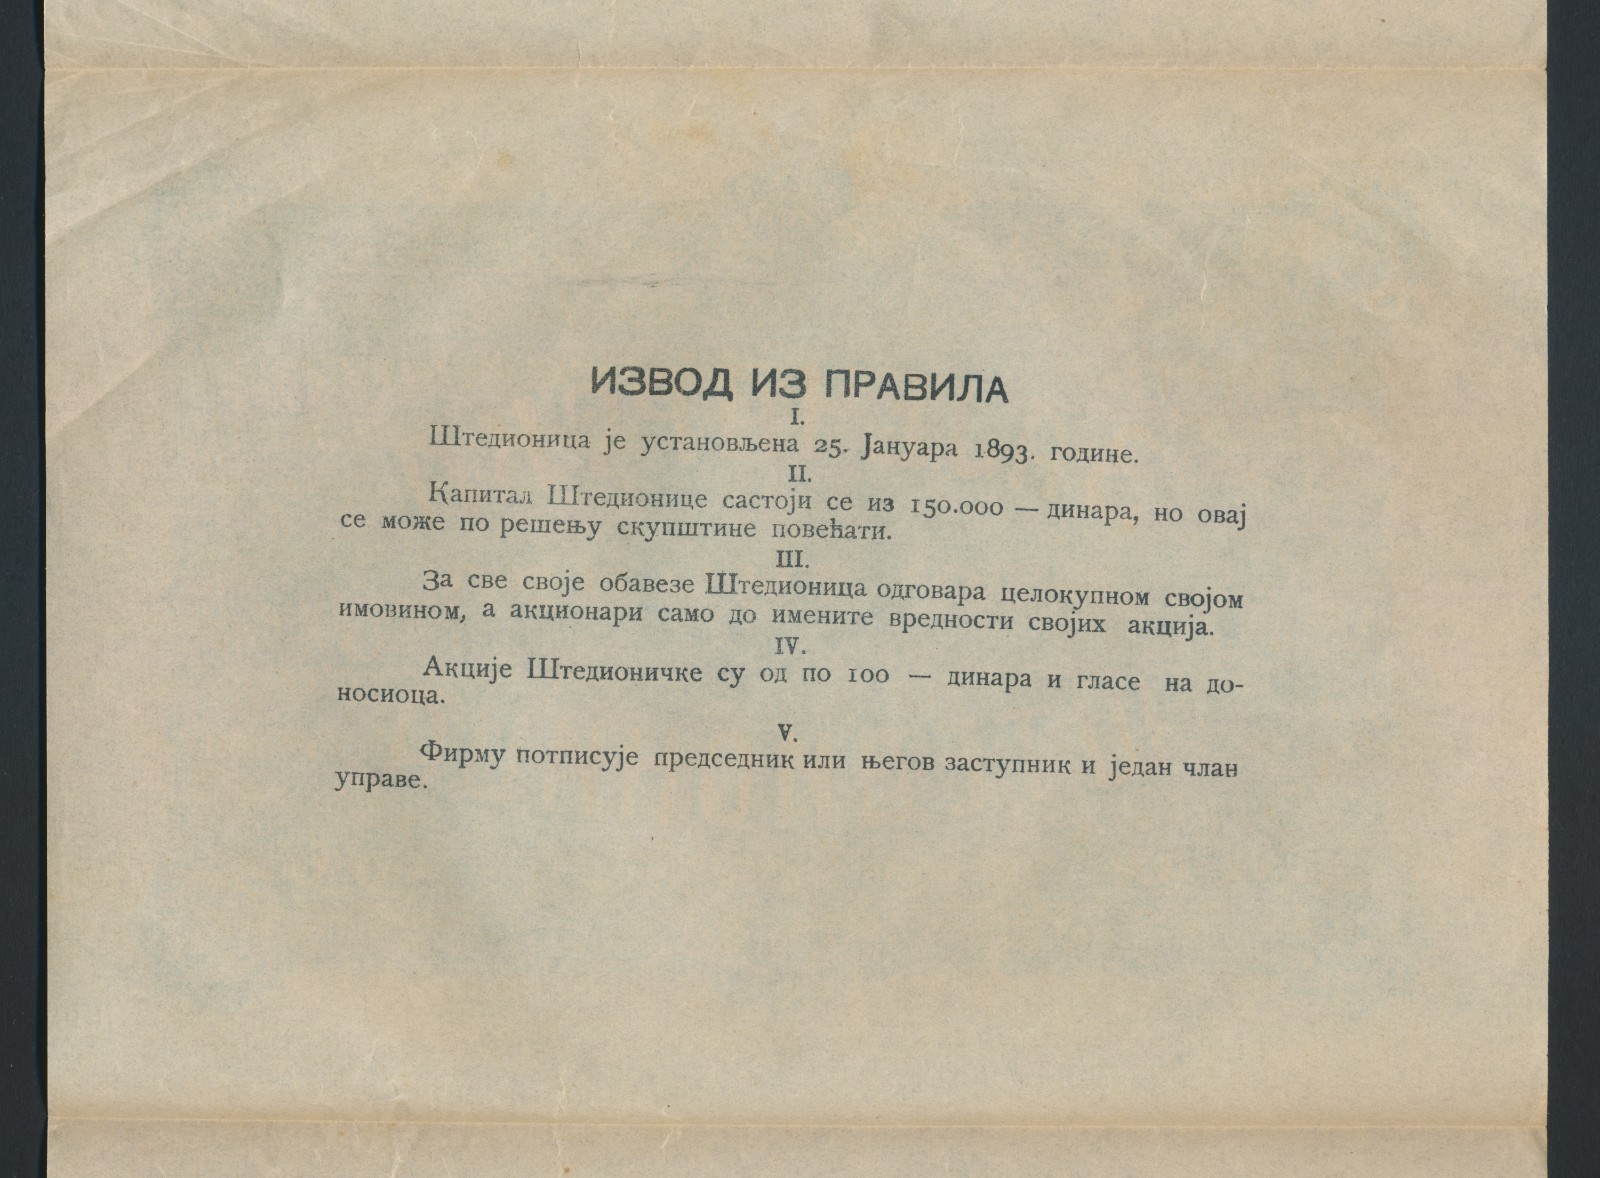 ИЗВОД ИЗ ПРАВИЛА
I.
Штедионица је установљена 25. Јануара 1893. године.
II.
Капитал Штедионице састоји се из 150.000 — динара, но овај
се може по решењу скупштине повећати.
III.
За све своје обавезе Штедионица одговара целокупном својом
имовином, а акционари само до имените вредности својих акција.
IV.
Акције Штедионичке су од по 100 — динара и гласе на до-
носиоца.
V.
Фирму потписује председник или његов заступник и један члан
управе.